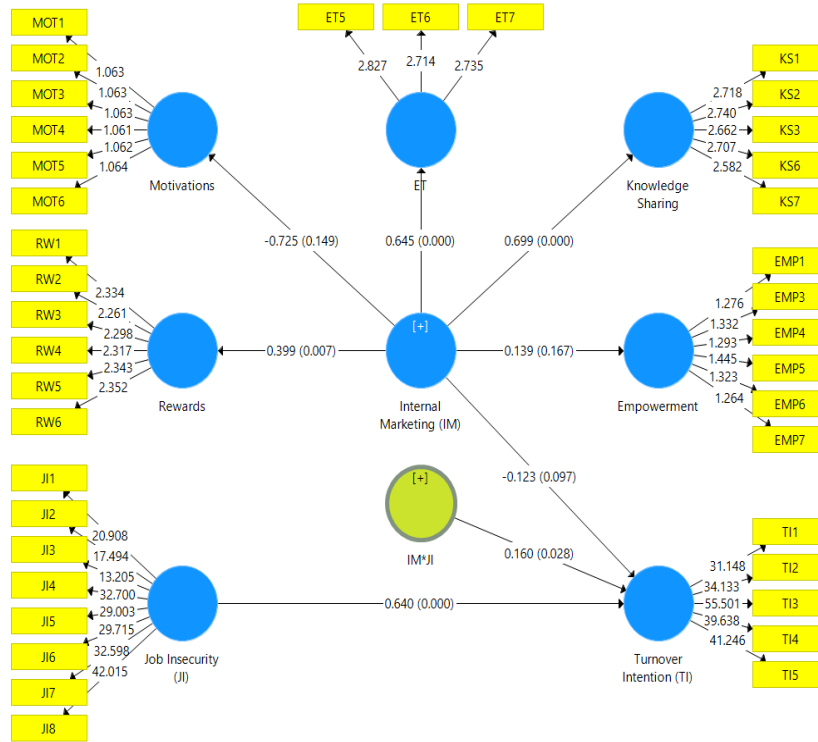 MOT1
MOT2
MOT3
MOT4
MOT5
MOT6
1.063
1.063
1.063
1.061
1.062
1.064
Motivations
ET5
ET6
ET7
2.827
2.714
2.735
ET
KS1
KS2
KS3
KS6
KS7
2.718
2.740
2.662
2.707
2.582
Knowledge
Sharing
-0.725 (0.149)
0.645 (0.000)
0.699 (0.000)
RW1
RW2
RW3
RW4
RW5
RW6
2.334
2.261
2.298
2.317
2.343
2.352
Rewards
0.399 (0.007)
[+]
Internal
Marketing (IM)
0.139 (0.167)
EMP1
EMP3
EMP4
EMP5
EMP6
EMP7
1.276
1.332
1.293
1.445
1.323
1.264
Empowerment
-0.123 (0.097)
[+]
IM*JI
0.160 (0.028)
JI1
JI2
JI3
JI4
JI5
JI6
JI7
JI8
20.908
17.494
13.205
32.700
29.003
29.715
32.598
42.015
Job Insecurity
(JI)
0.640 (0.000)
TI1
TI2
TI3
TI4
TI5
31.148
34.133
55.501
39.638
41.246
Turnover
Intention (TI)